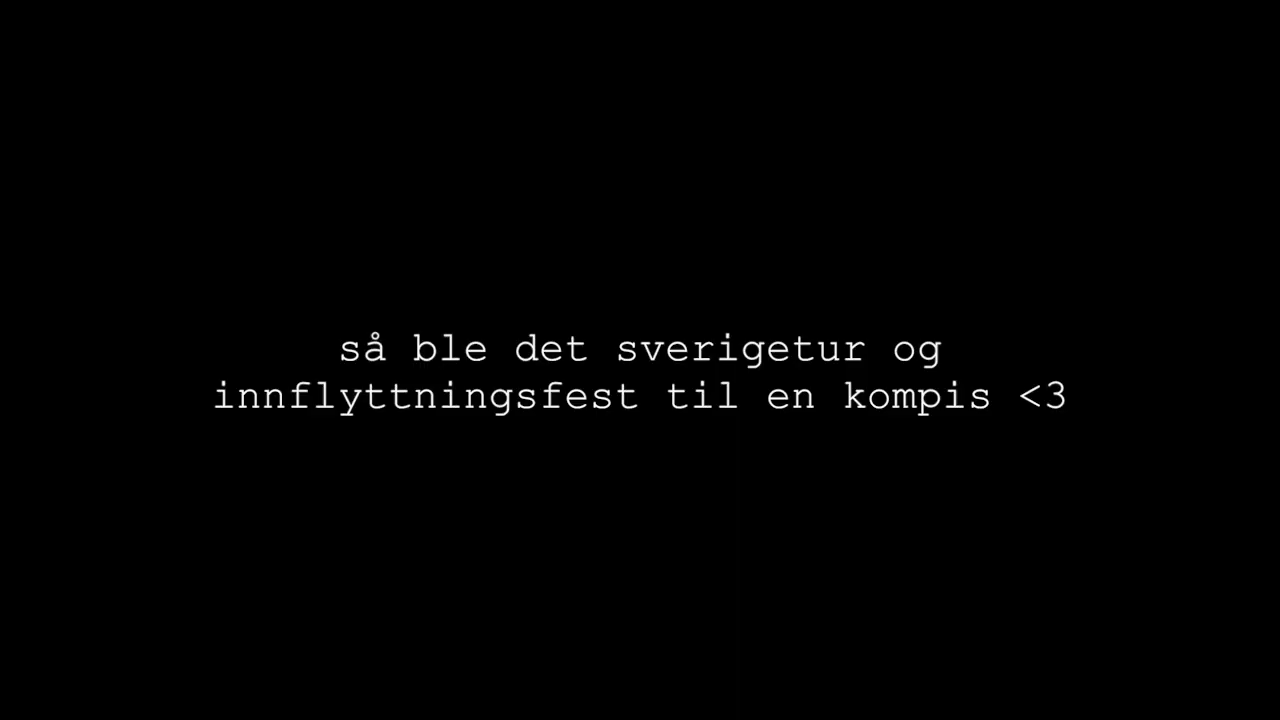 så ble det sverigetur og
innflyttningsfest til en kompis <3